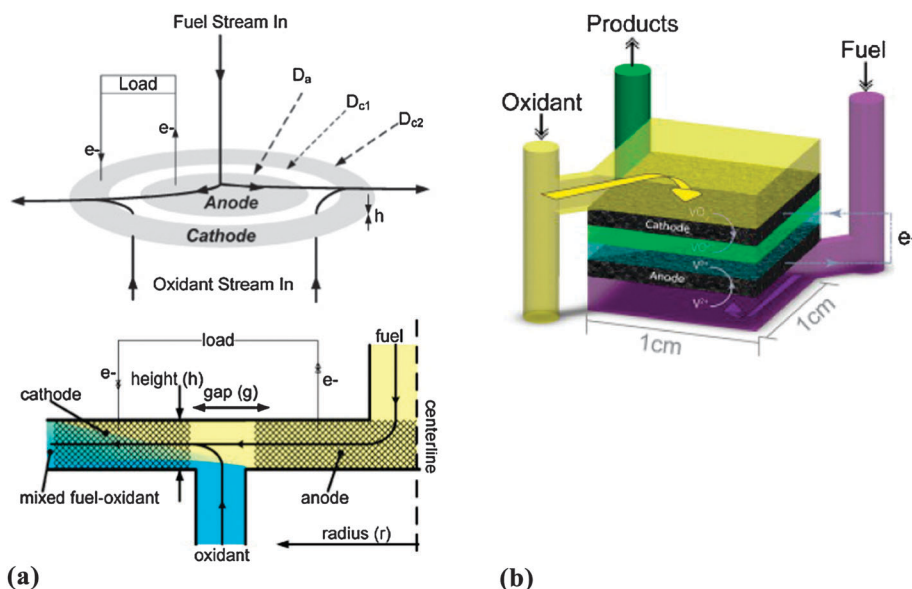 Fuel Stream In
Load
e-
e-
Da
Dc1
Dc2
Anode
h
Cathode
Oxidant Stream In
load
fuel
e-
e-
height (h)
gap (g)
cathode
centerline
mixed fuel-oxidant
anode
radius (r)
oxidant
(a)
Products
Fuel
Oxidant
Cathode
Anode
V²⁺
e-
1cm
1cm
(b)